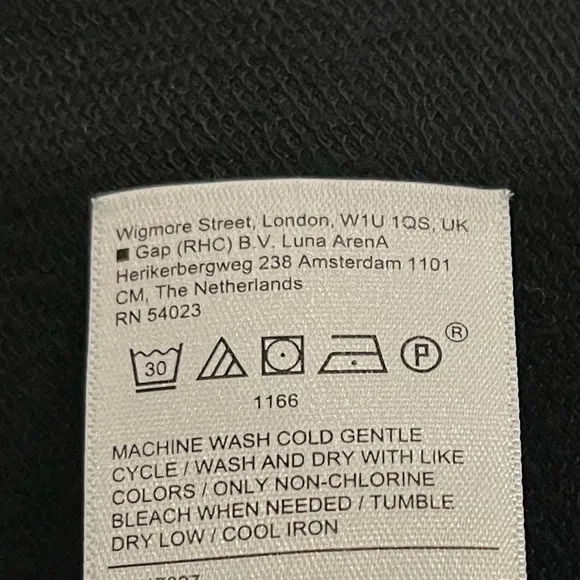 Wigmore Street, London, W1U 1QS, UK
■ Gap (RHC) B.V. Luna ArenA
Herikerbergweg 238 Amsterdam 1101
CM, The Netherlands
RN 54023
30 P ®
1166
MACHINE WASH COLD GENTLE
CYCLE / WASH AND DRY WITH LIKE
COLORS / ONLY NON-CHLORINE
BLEACH WHEN NEEDED / TUMBLE
DRY LOW / COOL IRON